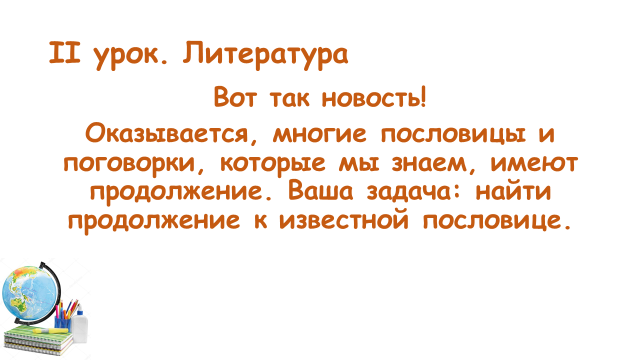 II урок. Литература
Вот так новость!
Оказывается, многие пословицы и
поговорки, которые мы знаем, имеют
продолжение. Ваша задача: найти
продолжение к известной пословице.